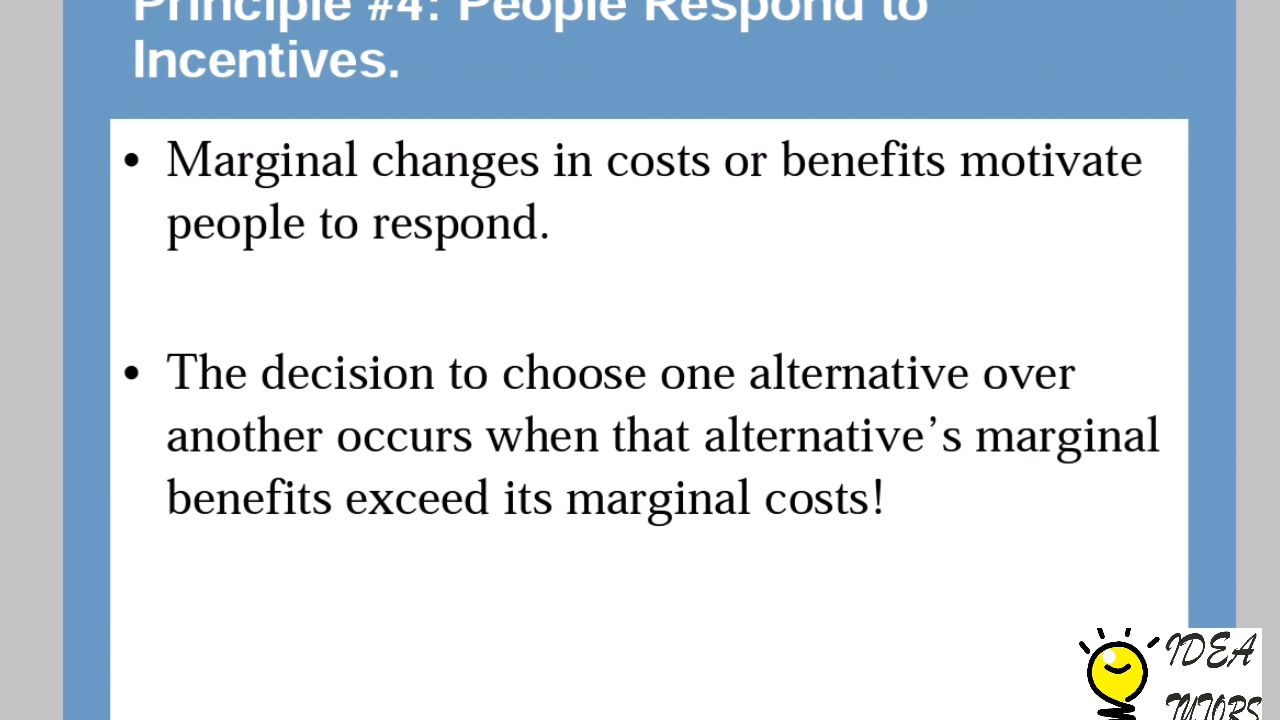 Principle #4: People Respond to
Incentives.
• Marginal changes in costs or benefits motivate
people to respond.
• The decision to choose one alternative over
another occurs when that alternative’s marginal
benefits exceed its marginal costs!
IDEA
TUTORS